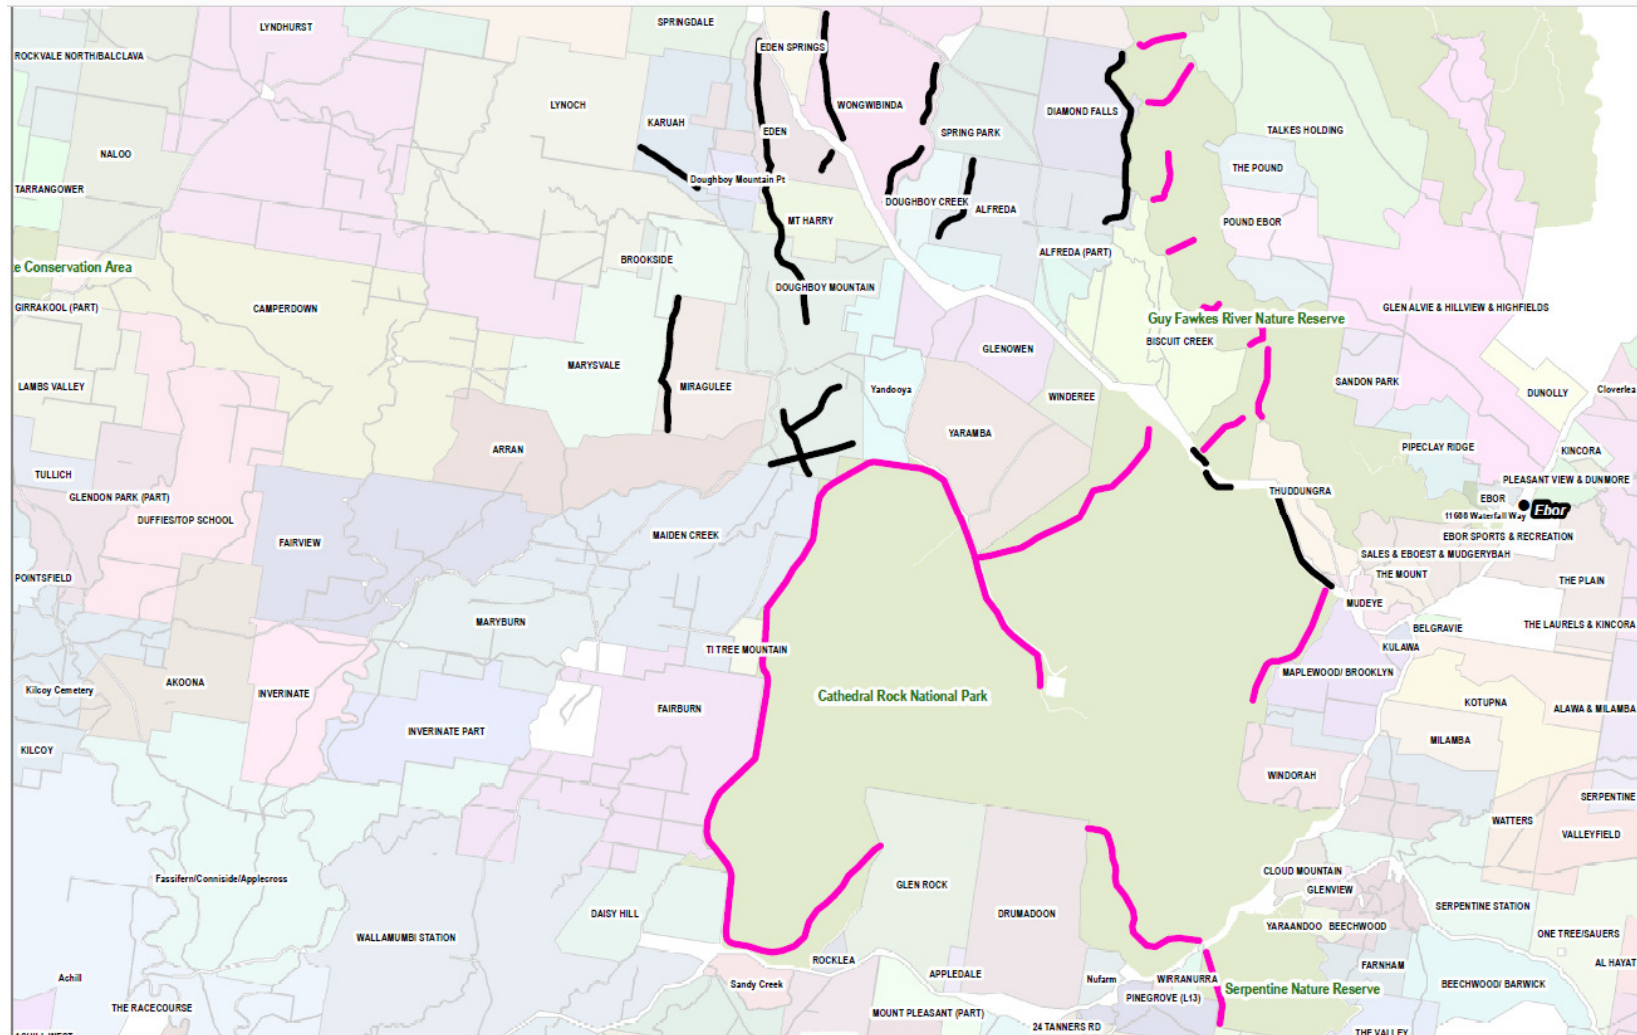 LYNDHURST
SPRINGDALE
EDEN SPRINGS
ROCKVALE NORTH/BALCLAVA
LYNOCH
WONGWIBINDA
KARUAH
EDEN
SPRING PARK
DIAMOND FALLS
TALKES HOLDING
NALOO
THE POUND
TARRANGOWER
Doughboy Mountain Pt
DOUGHBOY CREEK
ALFREDA
MT HARRY
POUND EBOR
BROOKSIDE
ALFREDA (PART)
e Conservation Area
DOUGHBOY MOUNTAIN
GIRRAKOOL (PART)
CAMPERDOWN
GLEN ALVIE & HILLVIEW & HIGHFIELDS
Guy Fawkes River Nature Reserve
BISCUIT CREEK
GLENOWEN
MARYSVALE
LAMBS VALLEY
MIRAGULEE
Yandooya
WINDEREE
SANDON PARK
DUNOLLY
Cloverlea
YARAMBA
ARRAN
PIPECLAY RIDGE
KINCORA
TULLICH
PLEASANT VIEW & DUNMORE
GLENDON PARK (PART)
THUDDUNGRA
EBOR
Ebor
11688 Waterfall Way
DUFFIES/TOP SCHOOL
MAIDEN CREEK
EBOR SPORTS & RECREATION
FAIRVIEW
SALES & EBOEST & MUDGERYBAH
THE MOUNT
POINTSFIELD
THE PLAIN
MUDEYE
MARYBURN
BELGRAVIE
THE LAURELS & KINCORA
TI TREE MOUNTAIN
KULAWA
MAPLEWOOD/ BROOKLYN
AKOONA
Kilcoy Cemetery
INVERINATE
Cathedral Rock National Park
KOTUPNA
FAIRBURN
ALAWA & MILAMBA
INVERINATE PART
MILAMBA
KILCOY
WINDORAH
SERPENTINE
WATTERS
VALLEYFIELD
CLOUD MOUNTAIN
Fassifern/Conniside/Applecross
GLEN ROCK
GLENVIEW
SERPENTINE STATION
DAISY HILL
DRUMADOON
YARAANDOO
BEECHWOOD
WALLAMUMBI STATION
ONE TREE/SAUERS
ROCKLEA
FARNHAM
AL HAYAT
APPLEDALE
Achill
Sandy Creek
Nufarm
WIRRANURRA
BEECHWOOD/ BARWICK
Serpentine Nature Reserve
PINEGROVE (L13)
THE RACECOURSE
MOUNT PLEASANT (PART)
24 TANNERS RD
THE VALLEY